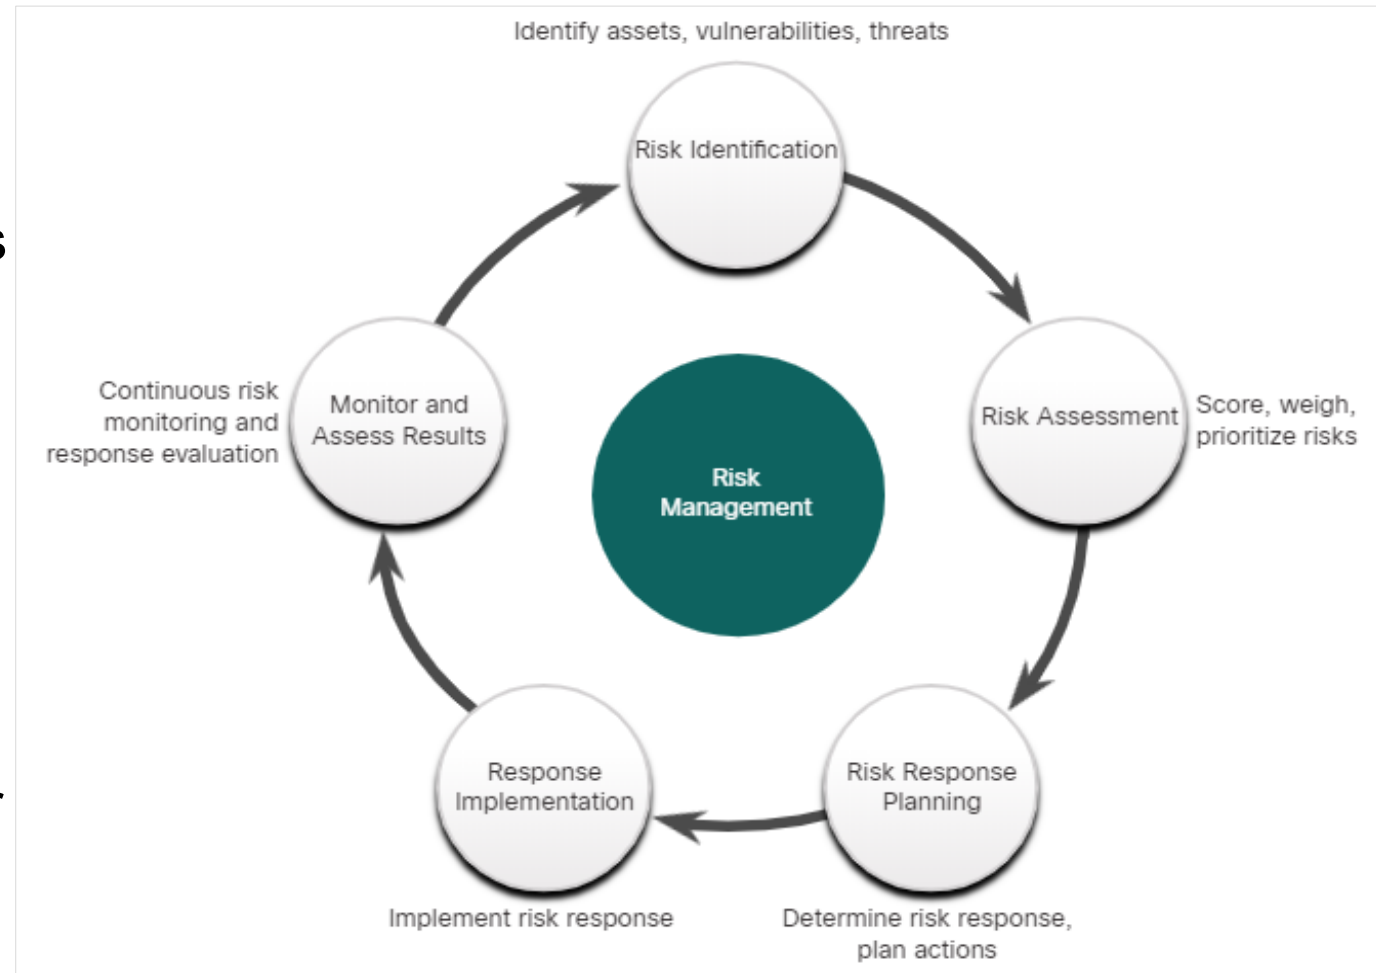 Identify assets, vulnerabilities, threats
Risk Identification
Risk Assessment
Score, weigh,
prioritize risks
Risk Response
Planning
Determine risk response,
plan actions
Response
Implementation
Implement risk response
Monitor and
Assess Results
Continuous risk
monitoring and
response evaluation
Risk
Management
s